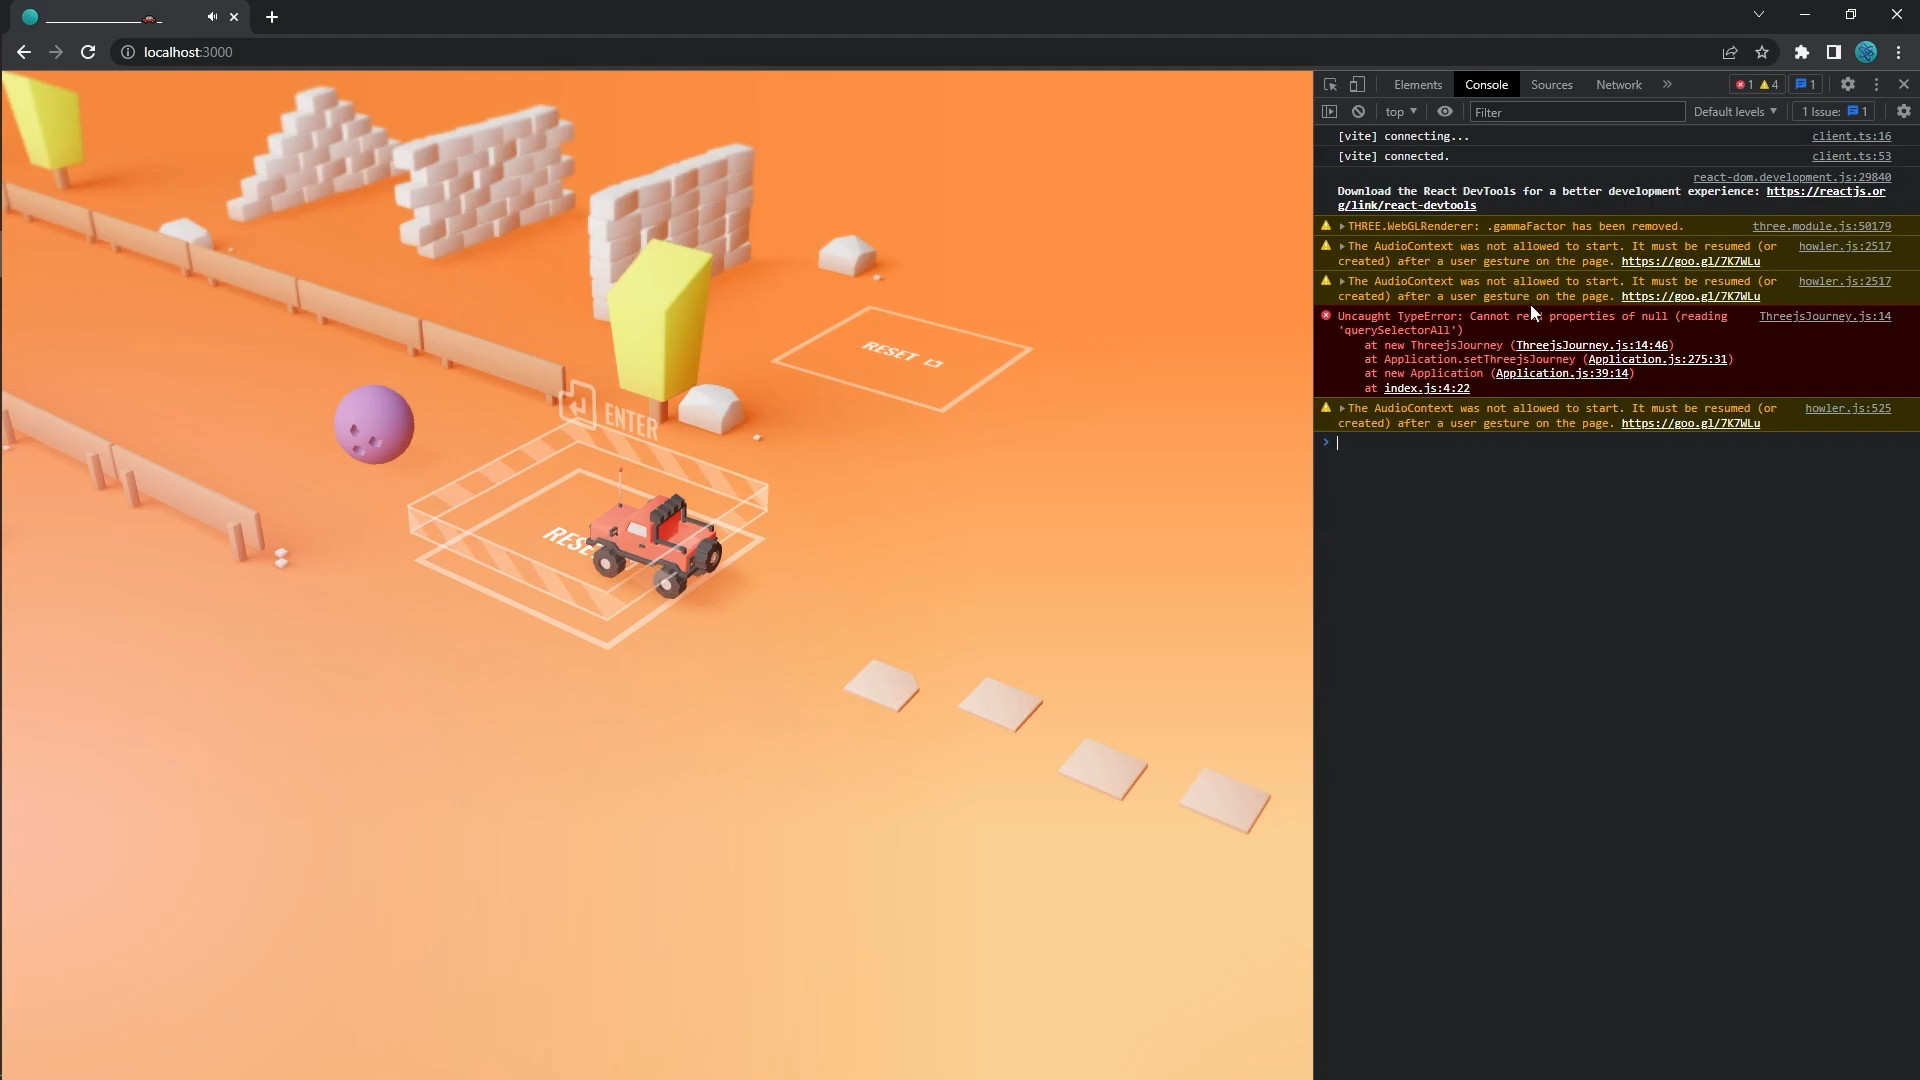 localhost:3000
Elements
Console
Sources
Network
1
4
1
top
Filter
Default levels
1 Issue:
1
[vite] connecting...
client.ts:16
[vite] connected.
client.ts:53
react-dom.development.js:29840
Download the React DevTools for a better development experience: https://reactjs.or
g/link/react-devtools
THREE.WebGLRenderer: .gammaFactor has been removed.
three.module.js:50179
The AudioContext was not allowed to start. It must be resumed (or
howler.js:2517
created) after a user gesture on the page. https://goo.gl/7K7WLu
The AudioContext was not allowed to start. It must be resumed (or
howler.js:2517
created) after a user gesture on the page. https://goo.gl/7K7WLu
Uncaught TypeError: Cannot read properties of null (reading
ThreejsJourney.js:14
'querySelectorAll')
at new ThreejsJourney (ThreejsJourney.js:14:46)
at Application.setThreejsJourney (Application.js:275:31)
at new Application (Application.js:39:14)
at index.js:4:22
The AudioContext was not allowed to start. It must be resumed (or
howler.js:525
created) after a user gesture on the page. https://goo.gl/7K7WLu
RESET
ENTER
RESE